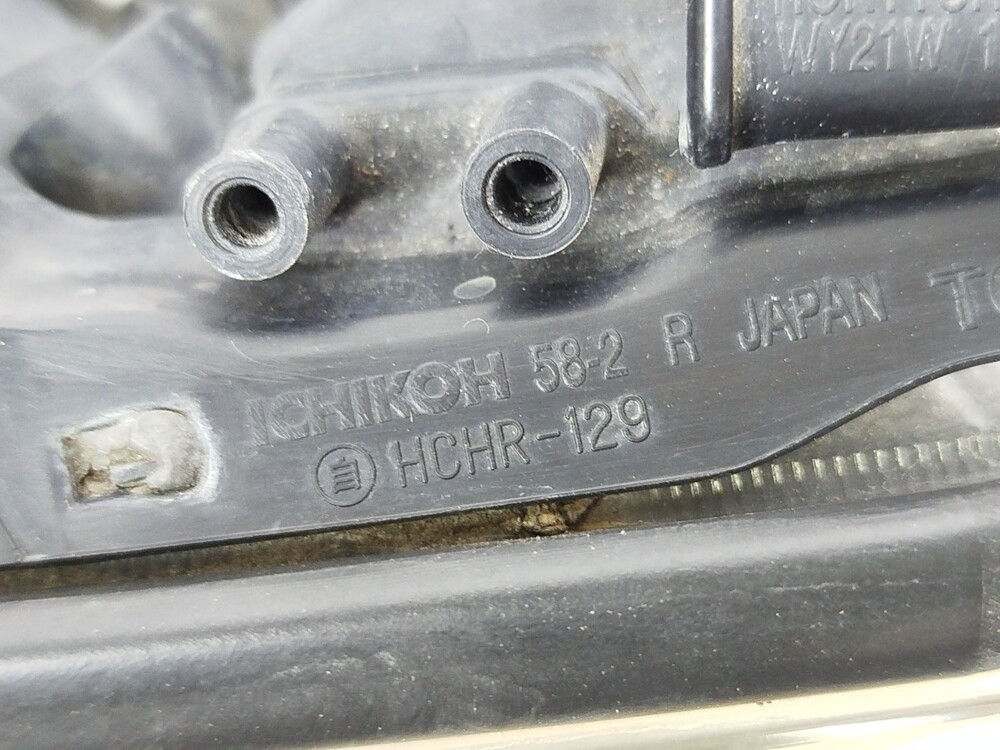 WY21W
ICHIKOH 58-2 R JAPAN
自 HCHR-129